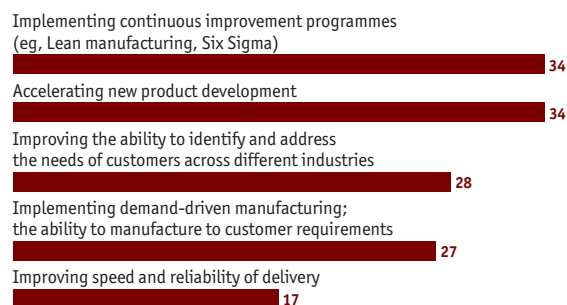 Implementing continuous improvement programmes
(eg, Lean manufacturing, Six Sigma)
34
Accelerating new product development
34
Improving the ability to identify and address
the needs of customers across different industries
28
Implementing demand-driven manufacturing;
the ability to manufacture to customer requirements
27
Improving speed and reliability of delivery
17